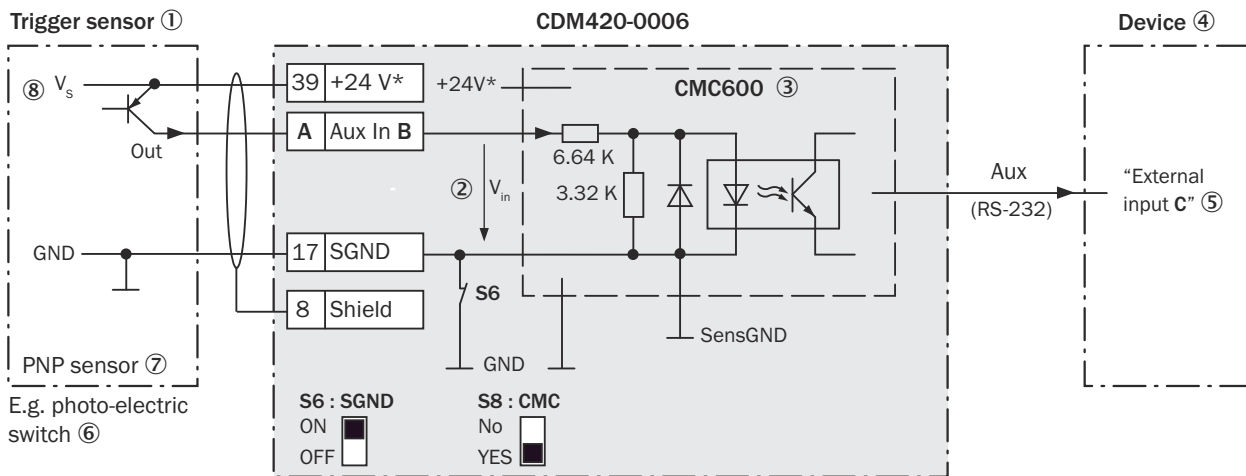 Trigger sensor ①
CDM420-0006
Device ④
⑧ Vs
39 +24 V*
+24V*
CMC600 ③
A Aux In B
Out
6.64 K
② Vin
3.32 K
Aux
(RS-232)
“External
input C” ⑤
GND
17 SGND
S6
8 Shield
SensGND
GND
PNP sensor ⑦
E.g. photo-electric
switch ⑥
S6 : SGND
ON
OFF
S8 : CMC
No
YES